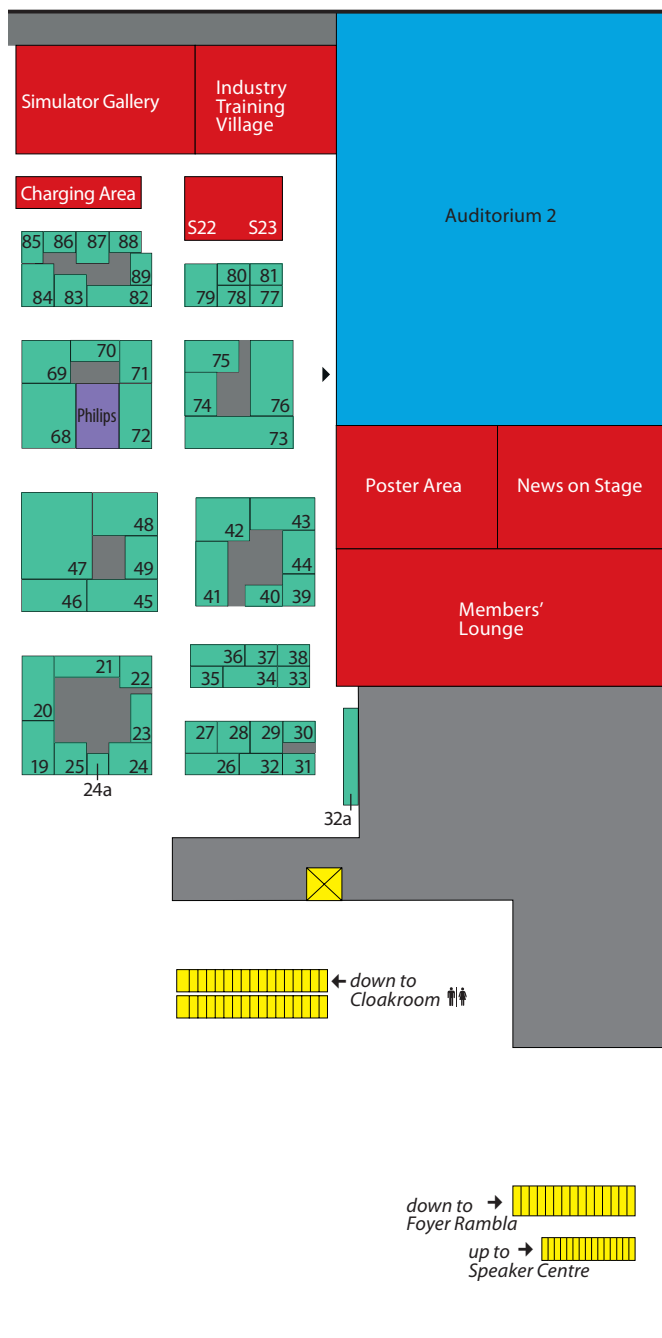 Simulator Gallery
Industry
Training
Village
Charging Area
S22 S23
Auditorium 2
85 86 87 88
89
84 83 82
80 81
79 78 77
70
69 71
Philips
68 72
75
74 76
73
48
47 49
46 45
43
42
44
41 40 39
Poster Area
News on Stage
Members’
Lounge
21
22
20
23
19 25 24
24a
36 37 38
35 34 33
27 28 29 30
26 32 31
32a
down to
Cloakroom
down to
Foyer Rambla
up to
Speaker Centre